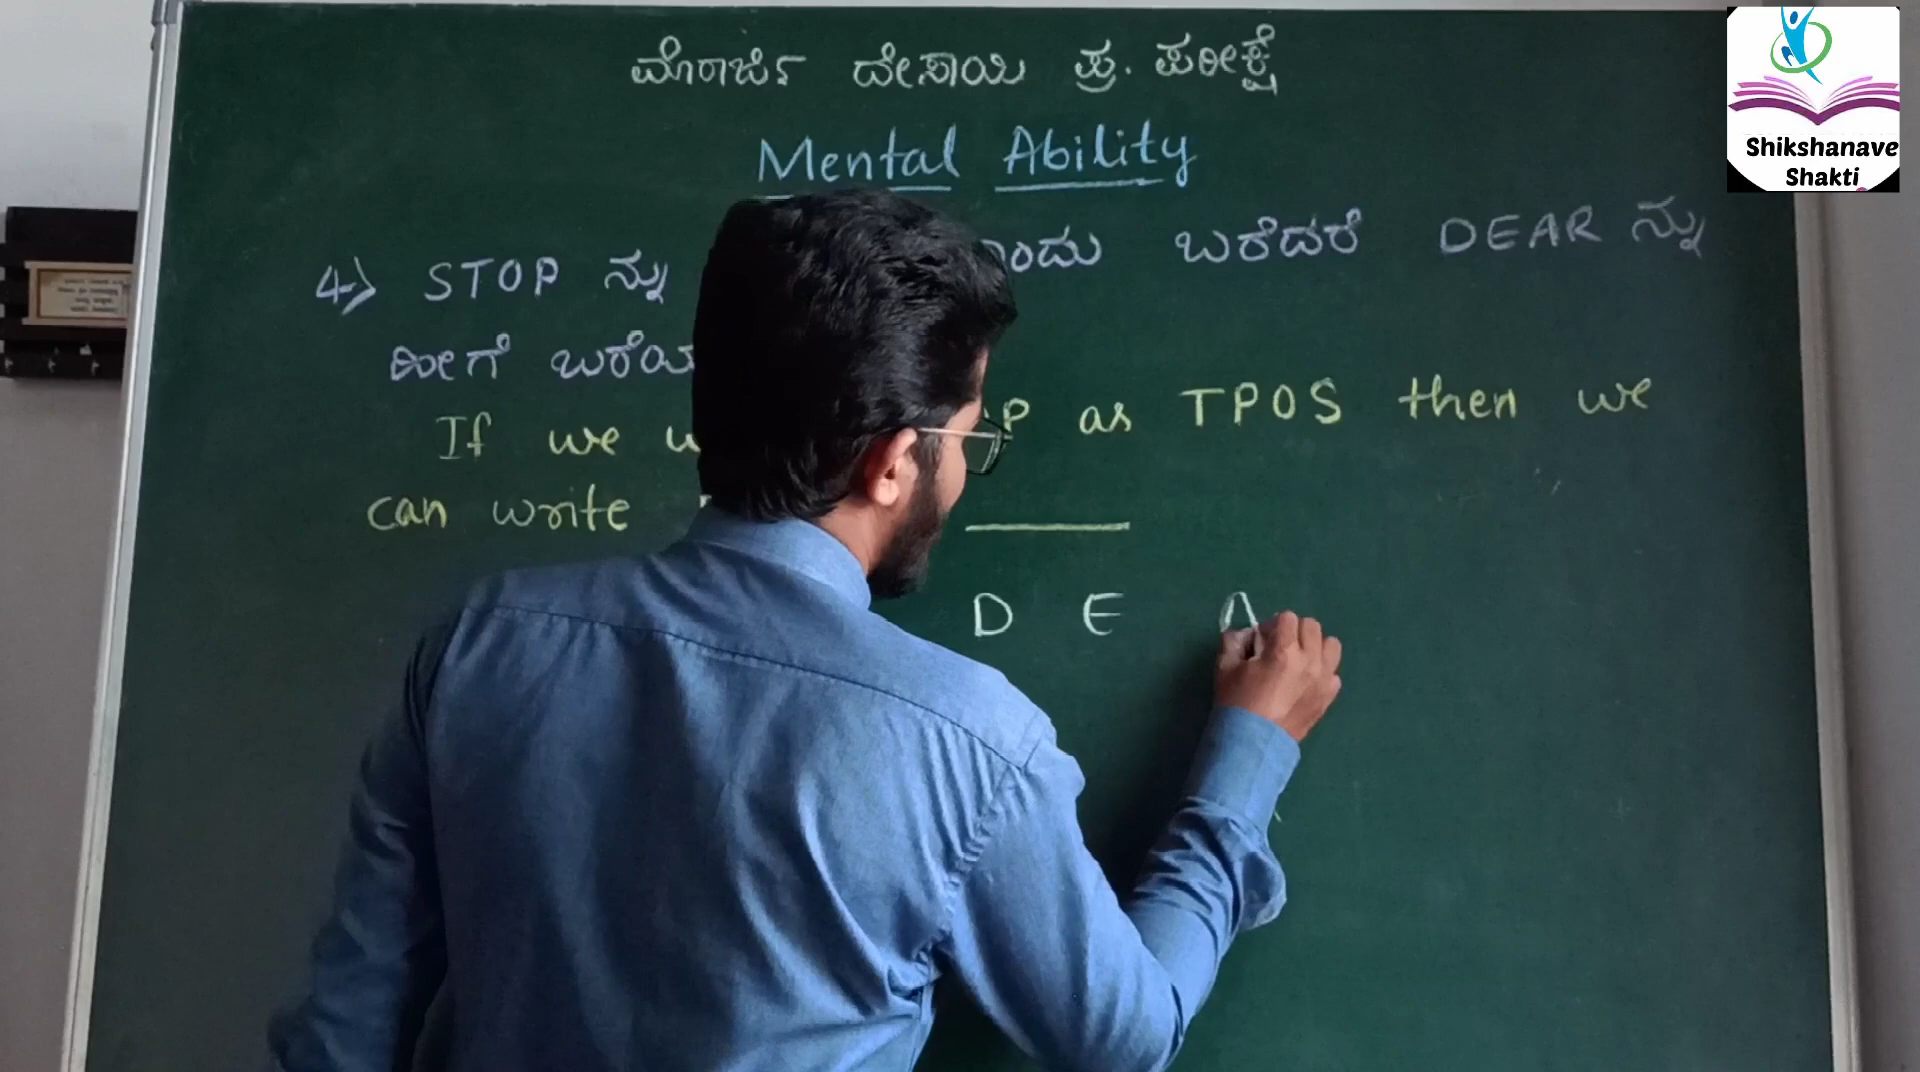 ಮೊರಾರ್ಜಿ ದೇಸಾಯಿ ಪ್ರ. ಪರೀಕ್ಷೆ
Mental Ability
4) STOP ನ್ನು ಬರೆದರೆ DEAR ನ್ನು
ಹೀಗೆ
If we as TPOS then we
can write
D E A
Shikshanave
Shakti